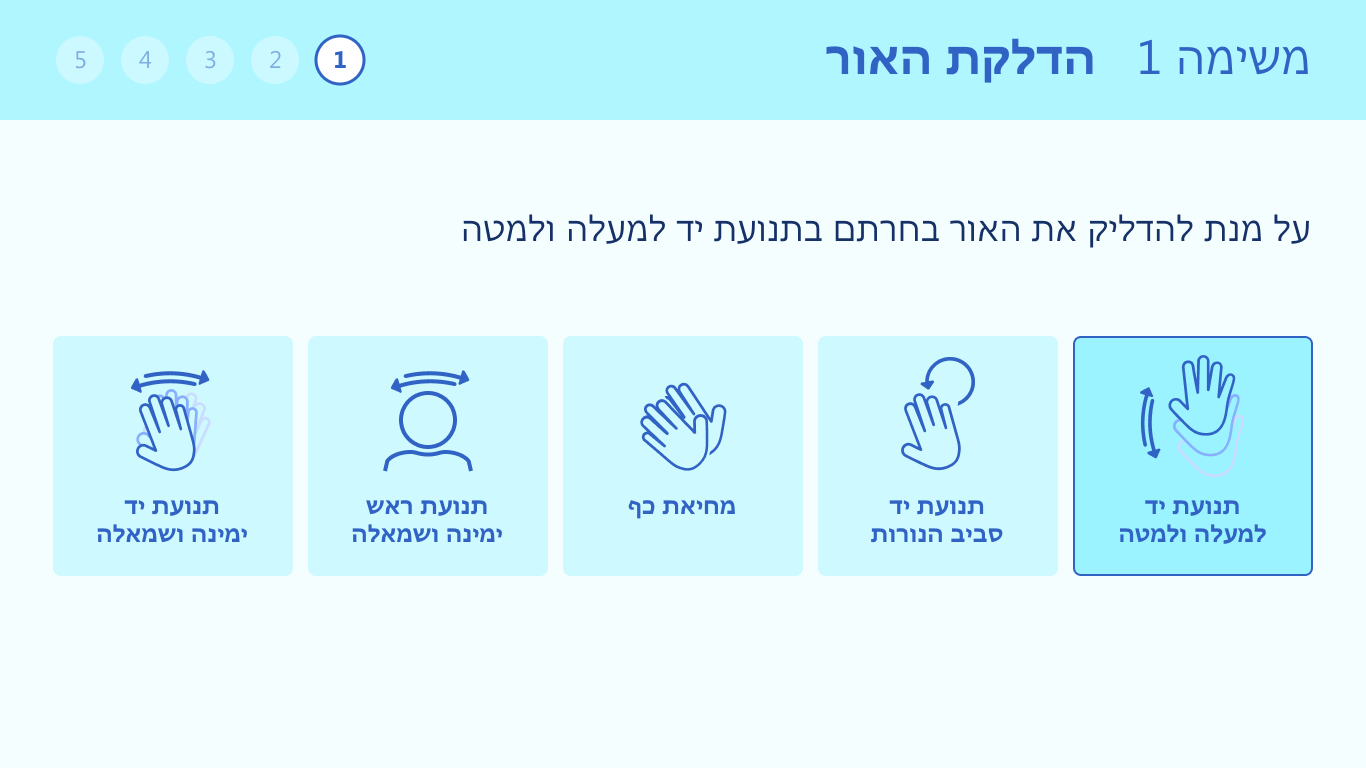 משימה 1 הדלקת האור
1 2 3 4 5
על מנת להדליק את האור בחרתם בתנועת יד למעלה ולמטה
תנועת יד
למעלה ולמטה
תנועת יד
סביב הנורות
מחיאת כף
תנועת ראש
ימינה ושמאלה
תנועת יד
ימינה ושמאלה